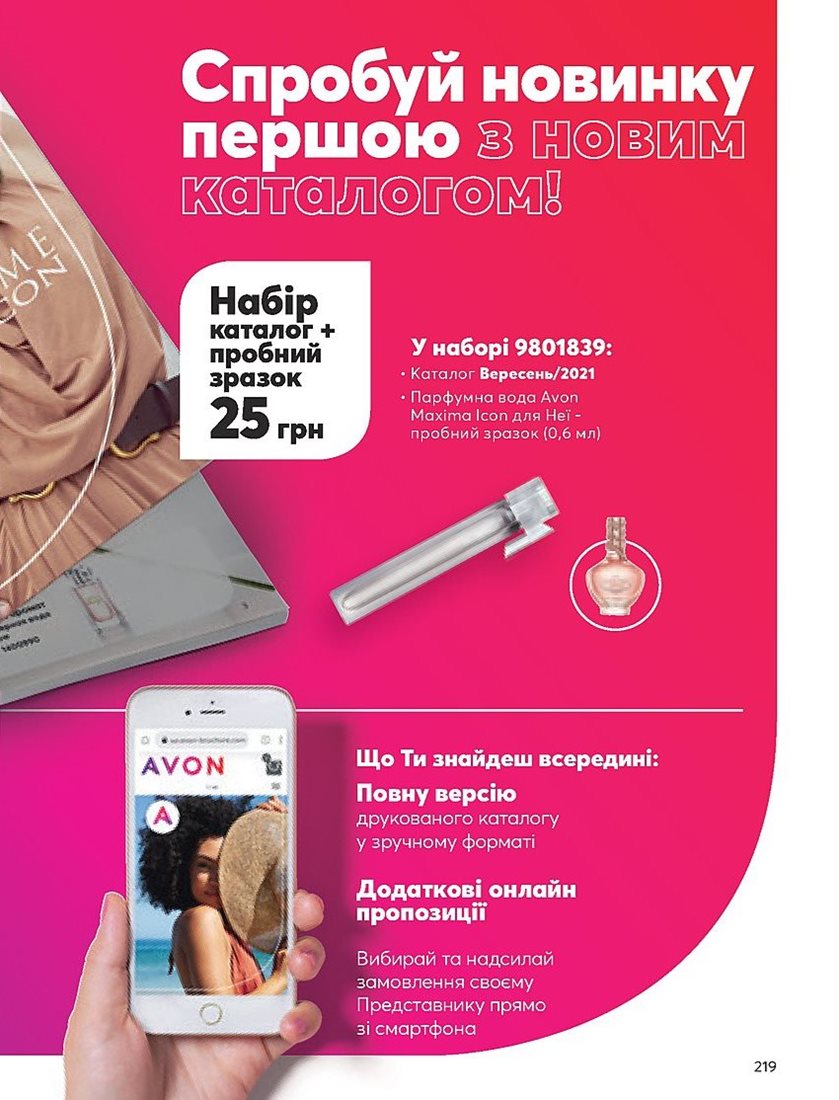 Спробуй новинку
першою з новим
каталогом!
Набір
каталог +
пробний
зразок
25 грн
У наборі 9801839:
• Каталог Вересень/2021
• Парфумна вода Avon
Maxima Icon для Неї -
пробний зразок (0,6 мл)
CON
1400990
AVON
A
Що Ти знайдеш всередині:
Повну версію
друкованого каталогу
у зручному форматі
Додаткові онлайн
пропозиції
Вибирай та надсилай
замовлення своєму
Представнику прямо
зі смартфона
219